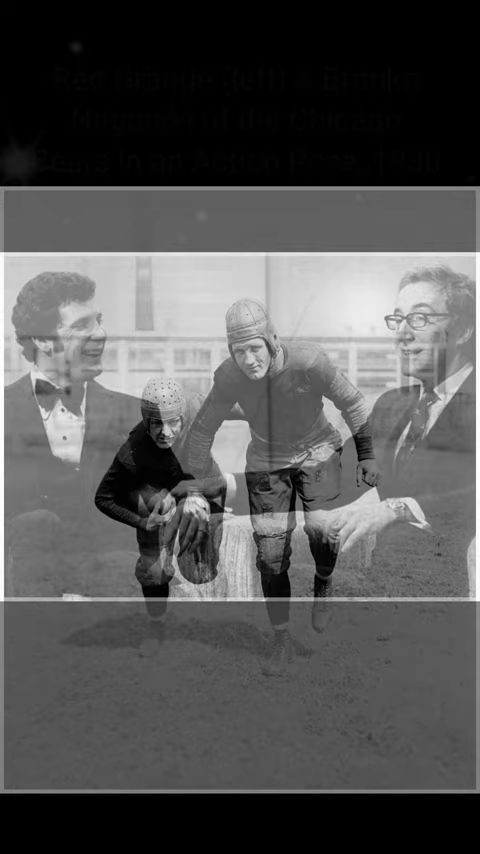 Red Grange (left) & Bronko
Nagurski of the Chicago
Bears in an Action Pose, 1930